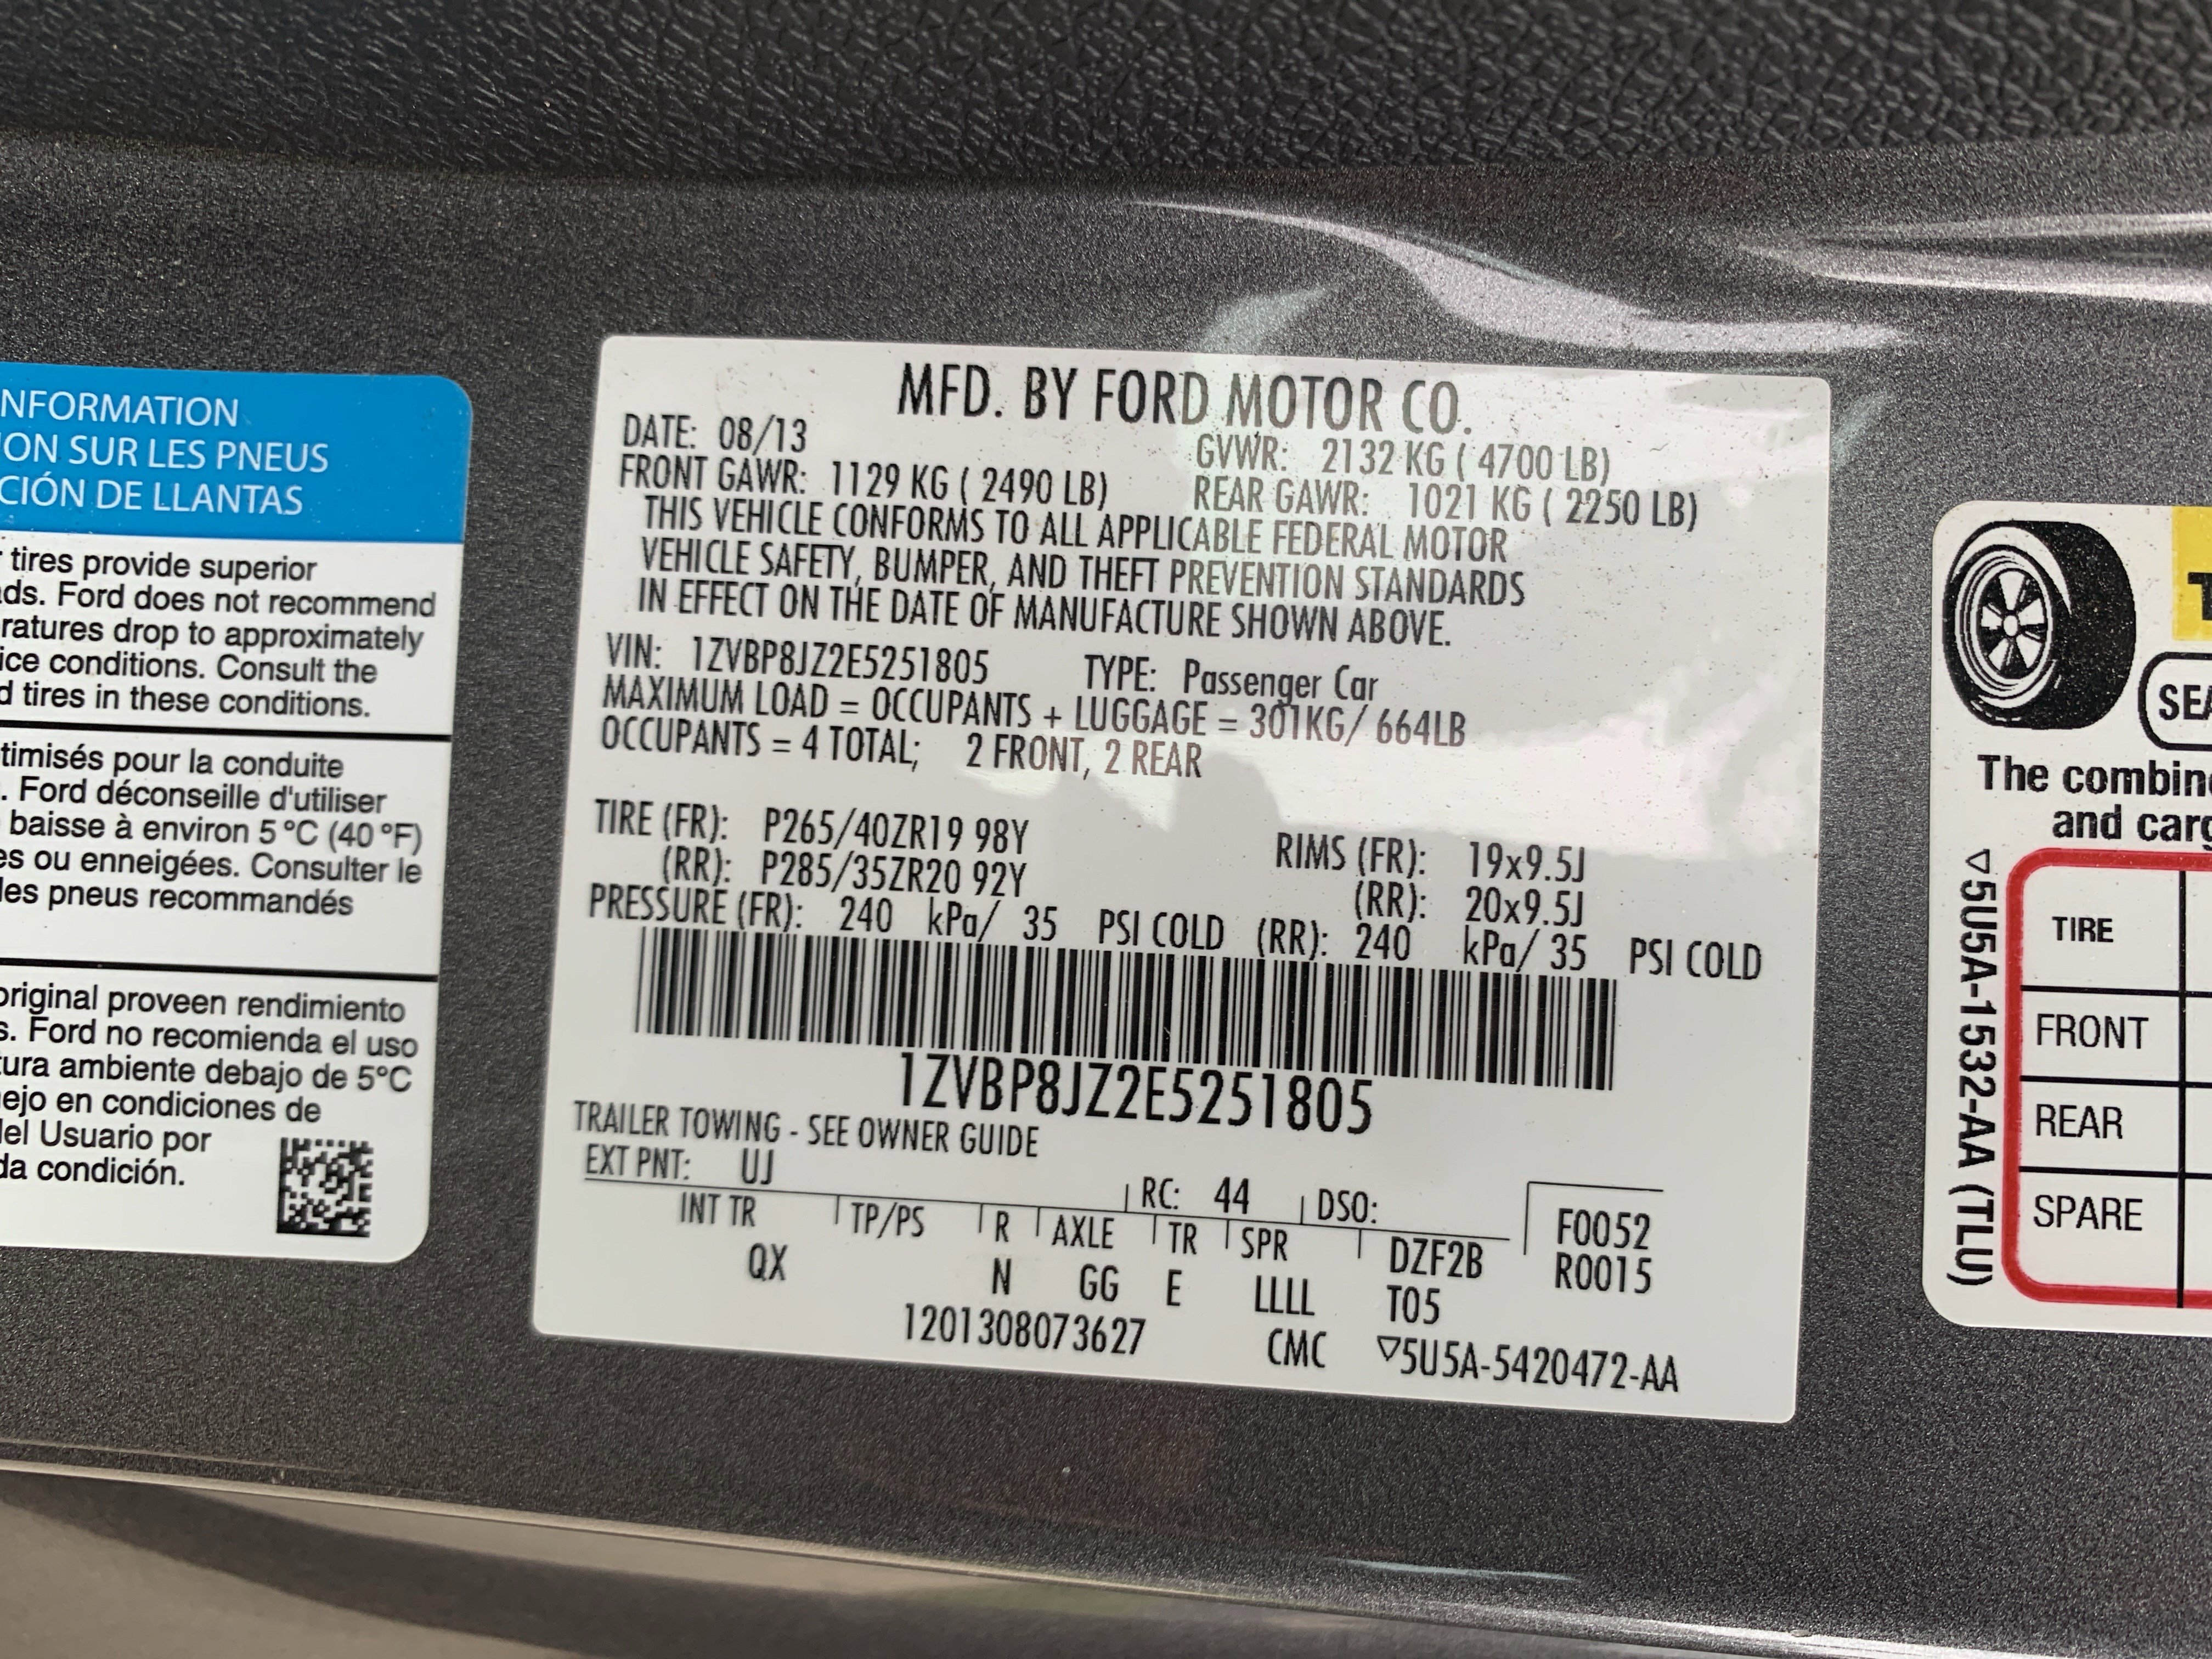 NFORMATION
ON SUR LES PNEUS
CIÓN DE LLANTAS
tires provide superior
ds. Ford does not recommend
ratures drop to approximately
ice conditions. Consult the
d tires in these conditions.
timisés pour la conduite
. Ford déconseille d'utiliser
baisse à environ 5 °C (40 °F)
es ou enneigées. Consulter le
les pneus recommandés
original proveen rendimiento
s. Ford no recomienda el uso
tura ambiente debajo de 5°C
nejo en condiciones de
del Usuario por
da condición.
MFD. BY FORD MOTOR CO.
DATE: 08/13 GVWR: 2132 KG ( 4700 LB)
FRONT GAWR: 1129 KG ( 2490 LB) REAR GAWR: 1021 KG ( 2250 LB)
THIS VEHICLE CONFORMS TO ALL APPLICABLE FEDERAL MOTOR
VEHICLE SAFETY, BUMPER, AND THEFT PREVENTION STANDARDS
IN EFFECT ON THE DATE OF MANUFACTURE SHOWN ABOVE.
VIN: 1ZVBP8JZ2E5251805 TYPE: Passenger Car
MAXIMUM LOAD = OCCUPANTS + LUGGAGE = 301KG/ 664LB
OCCUPANTS = 4 TOTAL; 2 FRONT, 2 REAR
TIRE (FR): P265/40ZR19 98Y RIMS (FR): 19x9.5J
(RR): P285/35ZR20 92Y (RR): 20x9.5J
PRESSURE (FR): 240 kPa/ 35 PSI COLD (RR): 240 kPa/ 35 PSI COLD
1ZVBP8JZ2E5251805
TRAILER TOWING - SEE OWNER GUIDE
EXT PNT: UJ RC: 44 DSO: F0052
INT TR TP/PS R AXLE TR SPR DZF2B R0015
QX N GG E LLLL T05
1201308073627 CMC ▽5U5A-5420472-AA
SEA
The combin
and carg
TIRE
FRONT
REAR
SPARE
▽5U5A-1532-AA (TLU)